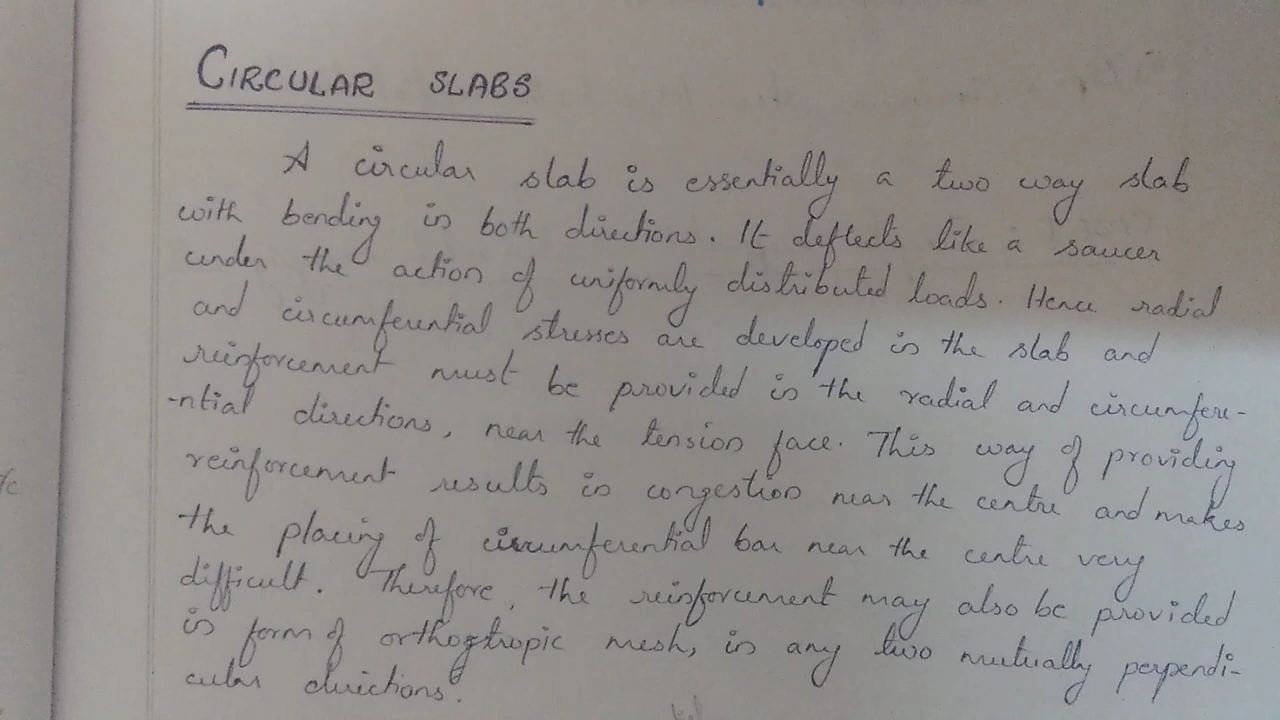 CIRCULAR SLABS
A circular slab is essentially a two way slab
with bending in both directions. It deflects like a saucer
under the action of uniformly distributed loads. Hence radial
and circumferential stresses are developed in the slab and
reinforcement must be provided in the radial and circumfere-
-ntial directions, near the tension face. This way of providing
reinforcement results in congestion near the centre and makes
the placing of circumferential bar near the centre very
difficult. Therefore, the reinforcement may also be provided
in form of orthogtropic mesh, in any two mutually perpendi-
cular directions.